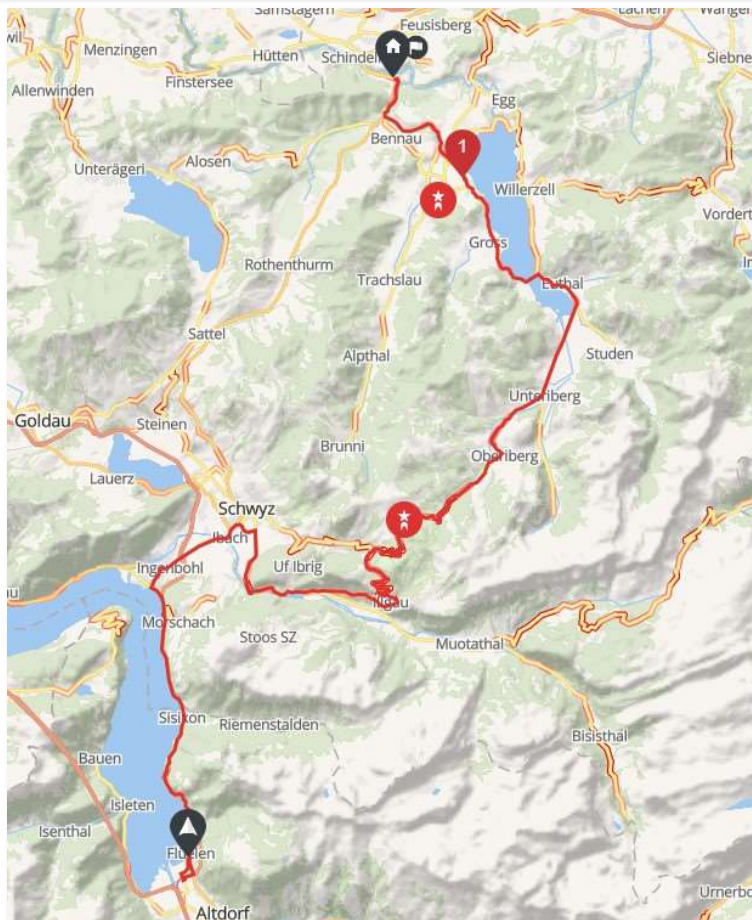 Samstagern
Feusisberg
Lachen
Wangen
Menzingen
Hütten
Schindel
Siebne
Finstersee
Allenwinden
Egg
Bennau
1
Unterägeri
Alosen
Willerzell
Vordert
Gross
Rothenthurm
Trachslau
Euthal
Sattel
Alpthal
Studen
Unteriberg
Goldau
Steinen
Brunni
Oberiberg
Lauerz
Schwyz
Ibach
Ingenbohl
Uf Ibrig
Illgau
Morschach
Stoos SZ
Muotathal
Sisikon
Riemenstalden
Bisisthal
Bauen
Isleten
Isenthal
Flüelen
Urnerbo
Altdorf